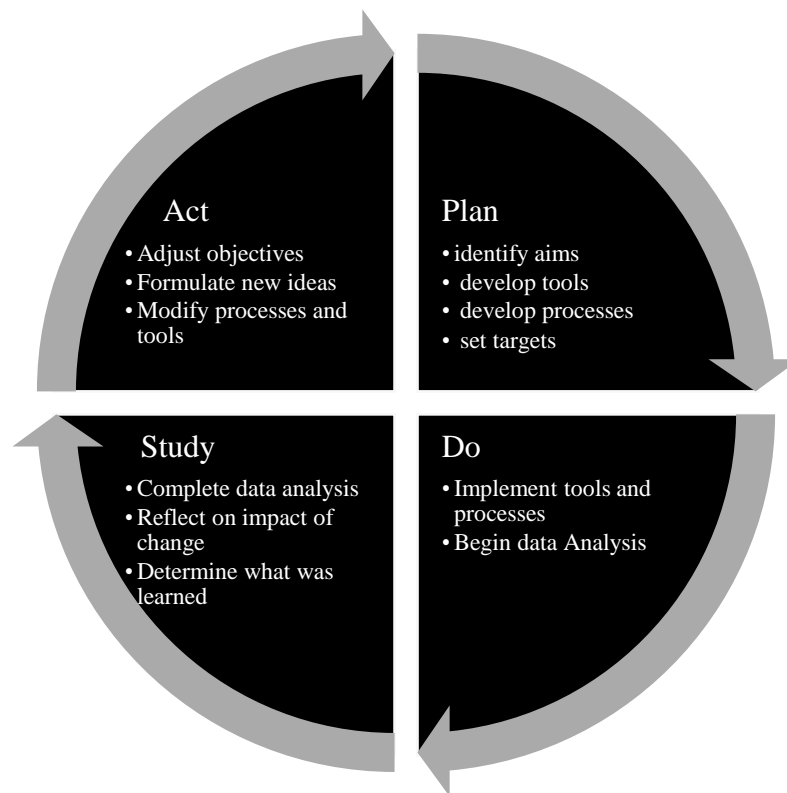 Act
• Adjust objectives
• Formulate new ideas
• Modify processes and
tools
Plan
• identify aims
• develop tools
• develop processes
• set targets
Study
• Complete data analysis
• Reflect on impact of
change
• Determine what was
learned
Do
• Implement tools and
processes
• Begin data Analysis